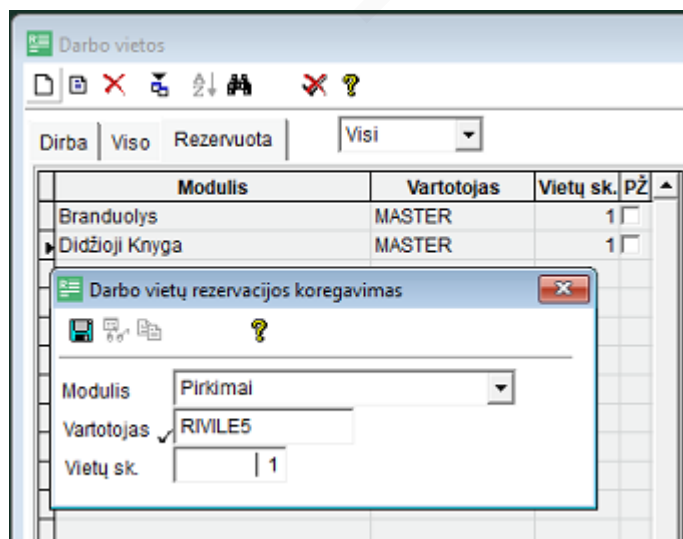 Darbo vietos
Dirba Viso Rezervuota Visi
Modulis Vartotojas Vietų sk. PŽ
Branduolys MASTER 1
Didžioji Knyga MASTER 1
Darbo vietų rezervacijos koregavimas
Modulis Pirkimai
Vartotojas RIVILE5
Vietų sk. 1